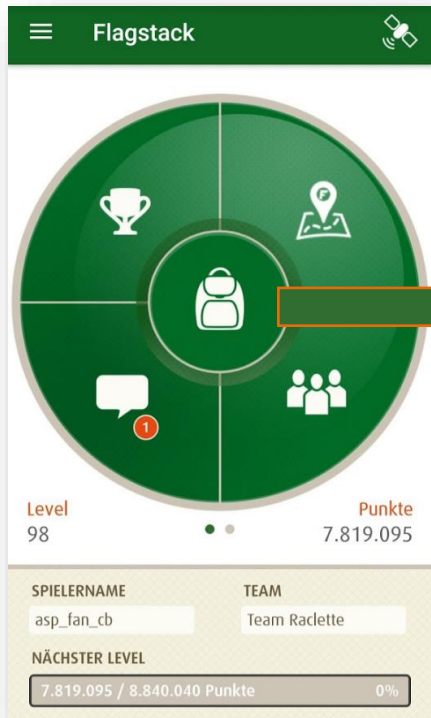 Flagstack
F
1
Level
98
Punkte
7.819.095
SPIELERNAME
TEAM
asp_fan_cb
Team Raclette
NÄCHSTER LEVEL
7.819.095 / 8.840.040 Punkte 0%